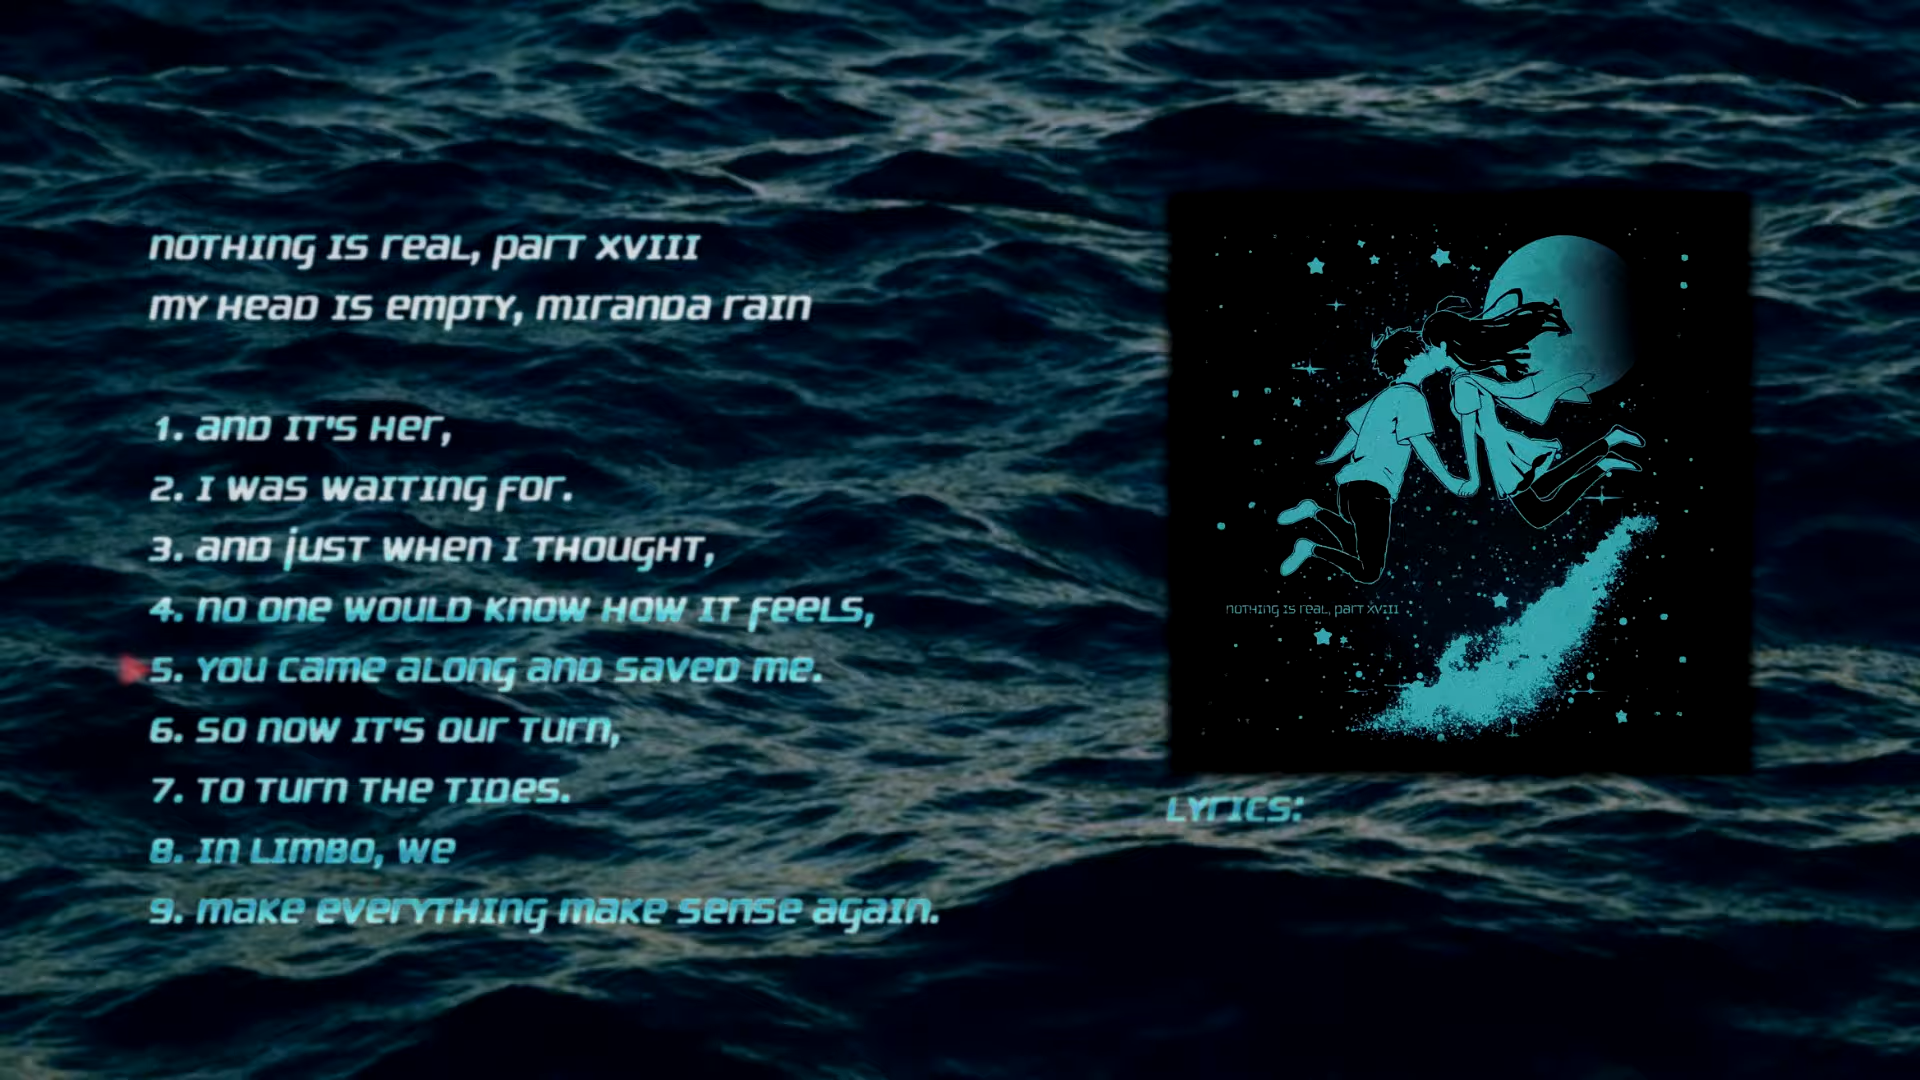 nothing is real, part XVIII
my head is empty, miranda rain
1. and it's her,
2. I was waiting for.
3. and just when I thought,
4. no one would know how it feels,
5. you came along and saved me.
6. so now it's our turn,
7. to turn the tides.
8. in limbo, we
9. make everything make sense again.
nothing is real, part XVIII
lyrics: